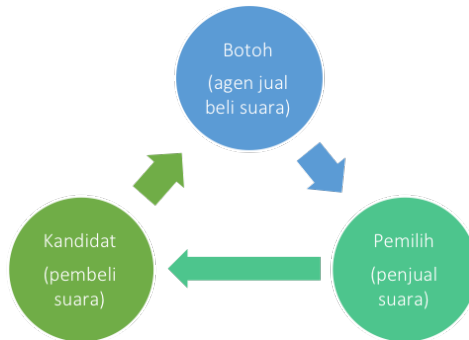 Botoh
(agen jual
beli suara)
Kandidat
(pembeli
suara)
Pemilih
(penjual
suara)